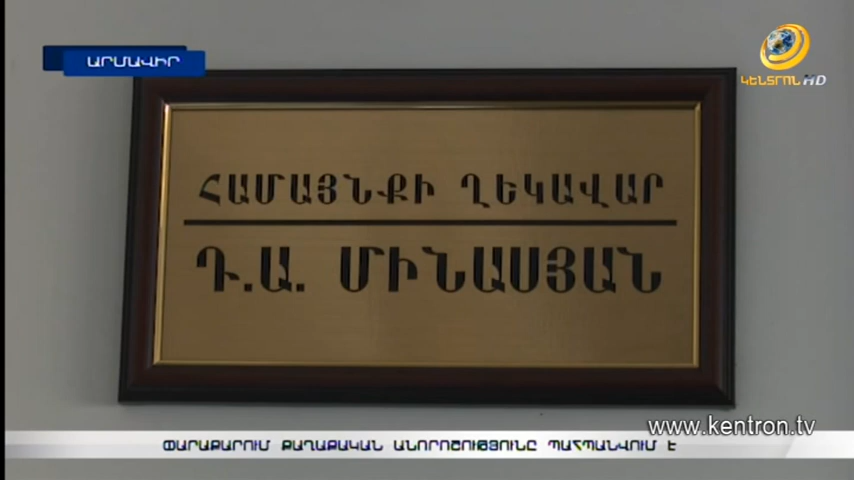 ԱՐՄԱՎԻՐ
ԿԵՆՏՐՈՆ HD
ՀԱՄԱՅՆՔԻ ՂԵԿԱՎԱՐ
Դ.Ա. ՄԻՆԱՍՅԱՆ
www.kentron.tv
ՓԱՐԱՔԱՐՈՒՄ ՔԱՂԱՔԱԿԱՆ ԱՆՈՐՈՇՈՒԹՅՈՒՆԸ ՊԱՀՊԱՆՎՈՒՄ Է